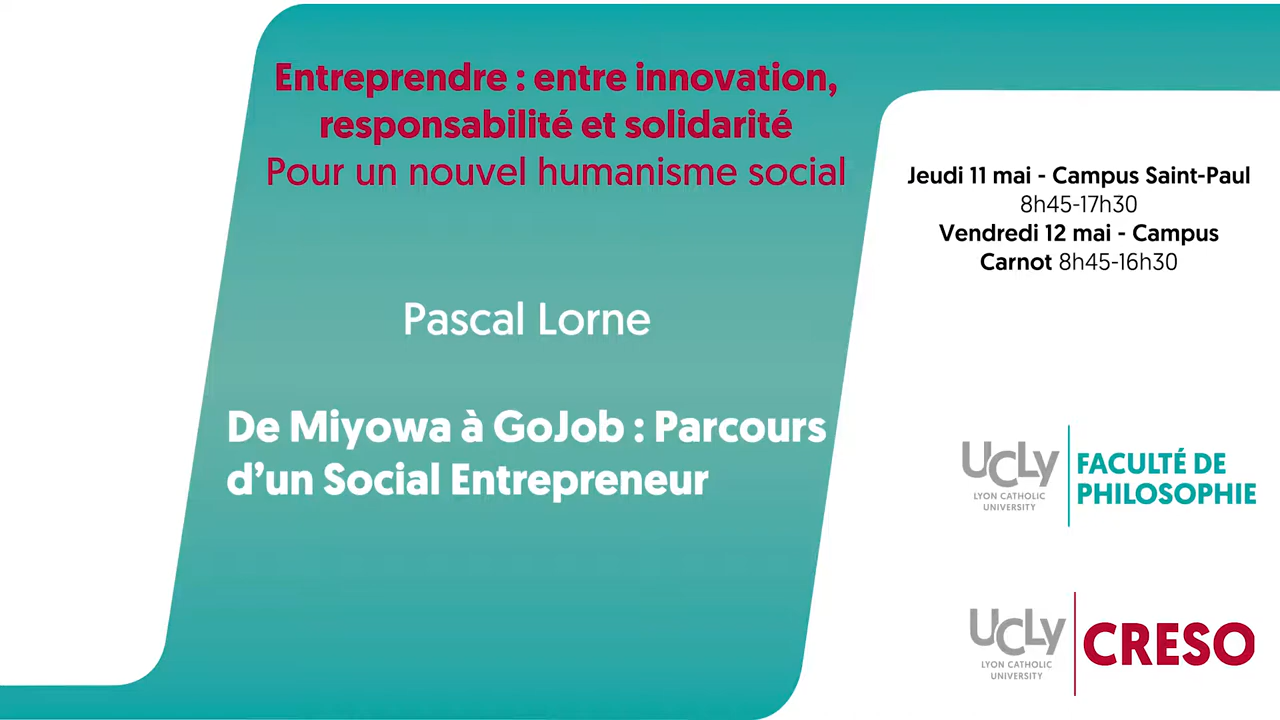 Entreprendre : entre innovation,
responsabilité et solidarité
Pour un nouvel humanisme social
Jeudi 11 mai - Campus Saint-Paul
8h45-17h30
Vendredi 12 mai - Campus
Carnot 8h45-16h30
Pascal Lorne
De Miyowa à GoJob : Parcours
d’un Social Entrepreneur
UCLy
LYON CATHOLIC
UNIVERSITY
FACULTÉ DE
PHILOSOPHIE
UCLy
LYON CATHOLIC
UNIVERSITY
CRESO